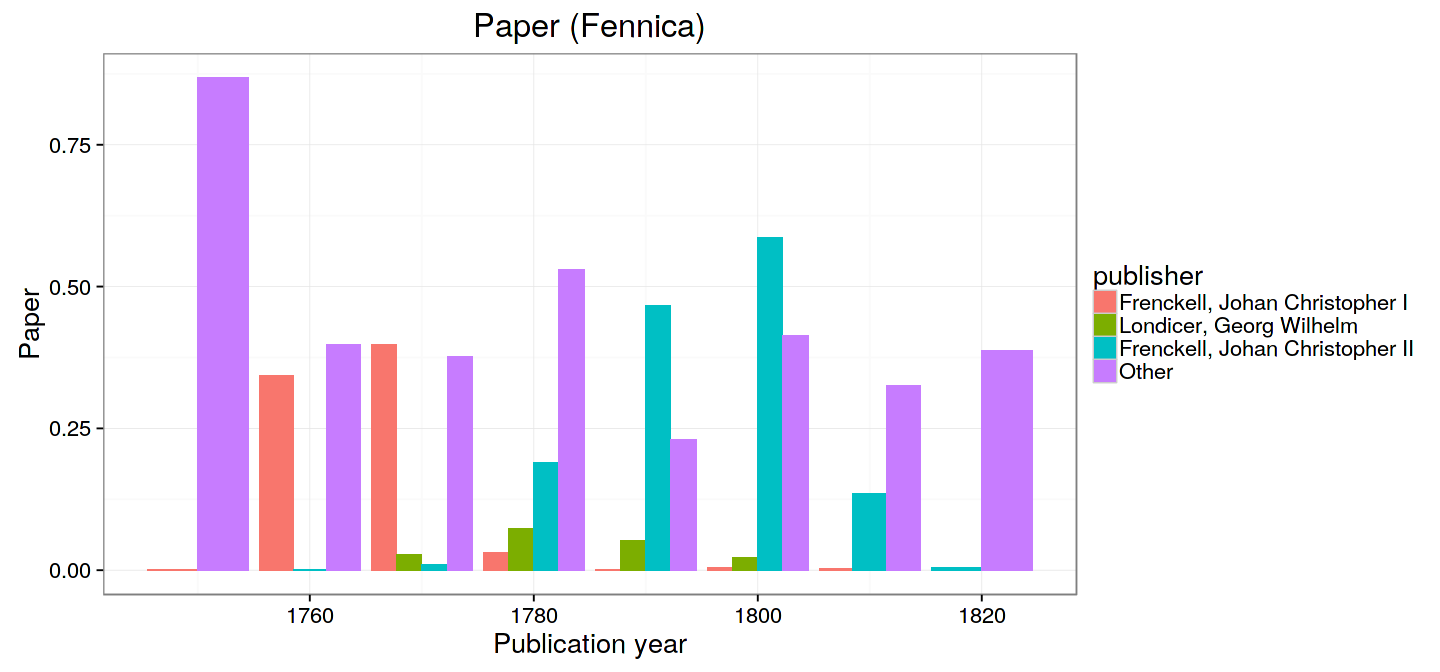 Paper (Fennica)
Paper
0.75
0.50
0.25
0.00
1760
1780
1800
1820
Publication year
publisher
Frenckell, Johan Christopher I
Londicer, Georg Wilhelm
Frenckell, Johan Christopher II
Other